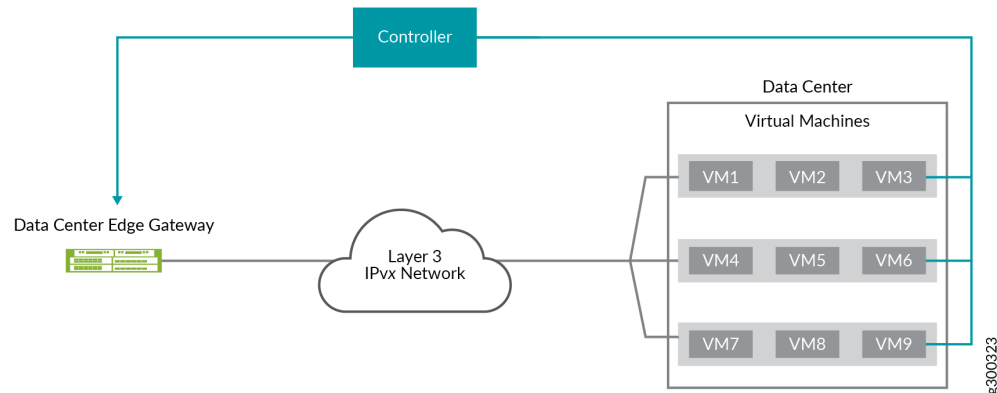 Controller
Data Center
Virtual Machines
VM1 VM2 VM3
Data Center Edge Gateway
Layer 3
IPvx Network
VM4 VM5 VM6
VM7 VM8 VM9
g300323